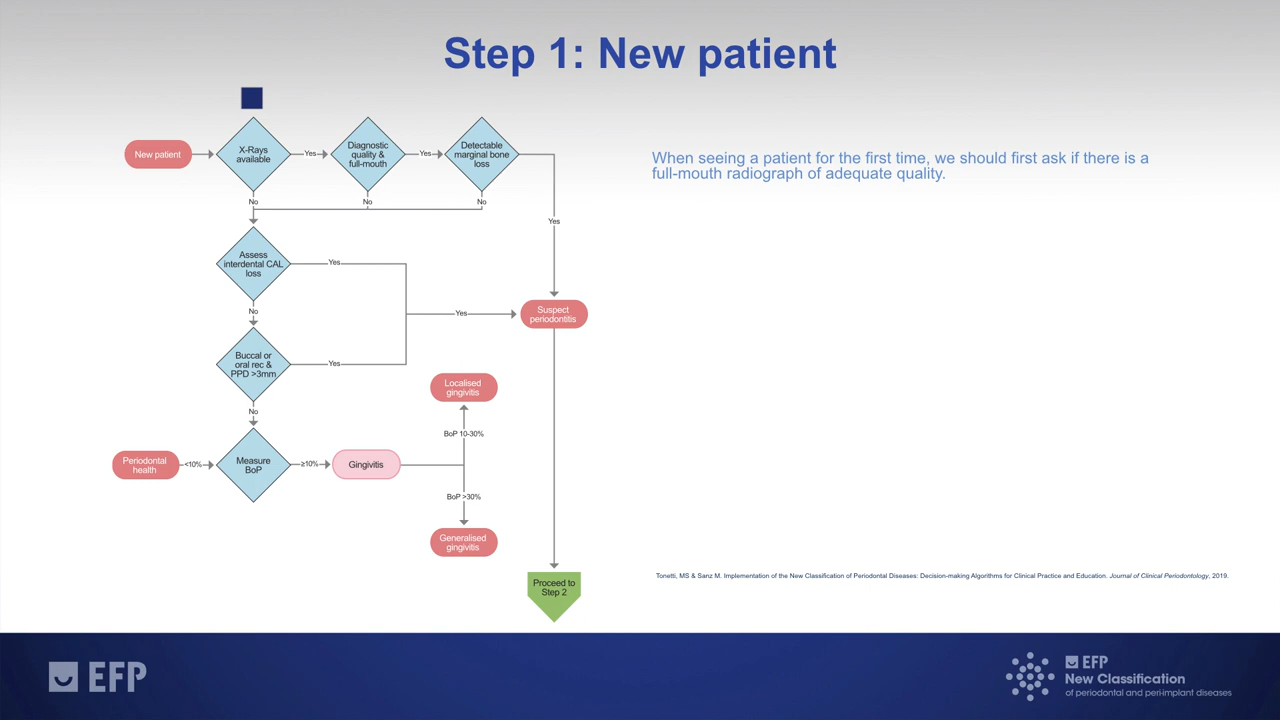 Step 1: New patient
New patient
X-Rays
available
Yes
Diagnostic
quality &
full-mouth
Yes
Detectable
marginal bone
loss
When seeing a patient for the first time, we should first ask if there is a
full-mouth radiograph of adequate quality.
No
No
No
Yes
Assess
interdental CAL
loss
Yes
No
Yes
Suspect
periodontitis
Buccal or
oral rec &
PPD >3mm
Yes
No
Localised
gingivitis
BoP 10-30%
Periodontal
health
<10%
Measure
BoP
≥10%
Gingivitis
BoP >30%
Generalised
gingivitis
Proceed to
Step 2
Tonetti, MS & Sanz M. Implementation of the New Classification of Periodontal Diseases: Decision-making Algorithms for Clinical Practice and Education. Journal of Clinical Periodontology, 2019.
EFP
EFP
New Classification
of periodontal and peri-implant diseases